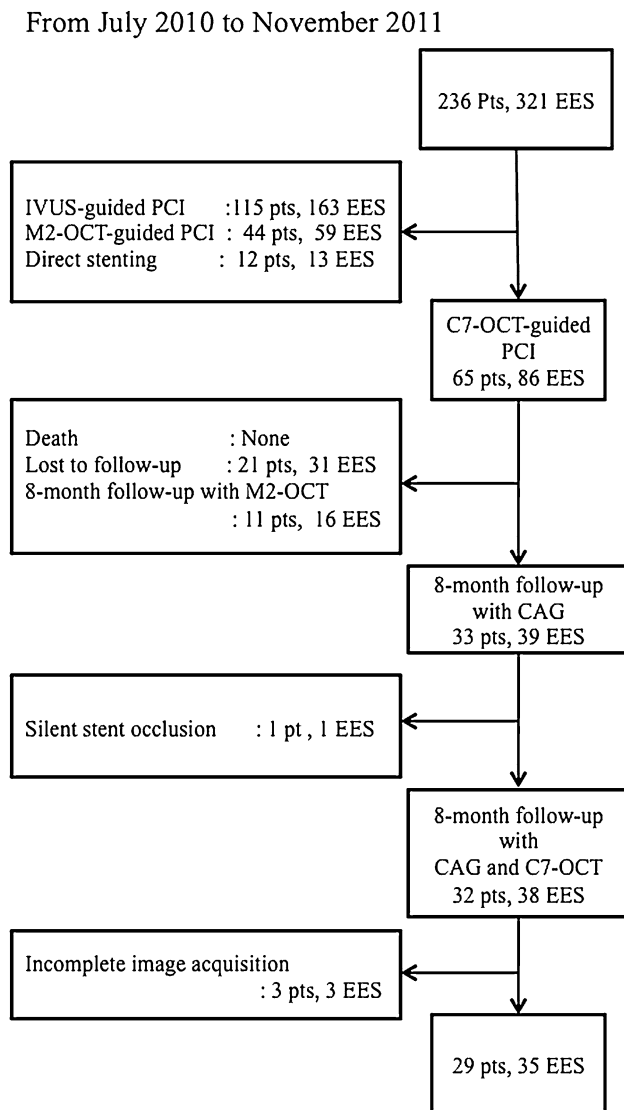 From July 2010 to November 2011
236 Pts, 321 EES
IVUS-guided PCI :115 pts, 163 EES
M2-OCT-guided PCI : 44 pts, 59 EES
Direct stenting : 12 pts, 13 EES
C7-OCT-guided
PCI
65 pts, 86 EES
Death : None
Lost to follow-up : 21 pts, 31 EES
8-month follow-up with M2-OCT
: 11 pts, 16 EES
8-month follow-up
with CAG
33 pts, 39 EES
Silent stent occlusion : 1 pt , 1 EES
8-month follow-up
with
CAG and C7-OCT
32 pts, 38 EES
Incomplete image acquisition
: 3 pts, 3 EES
29 pts, 35 EES